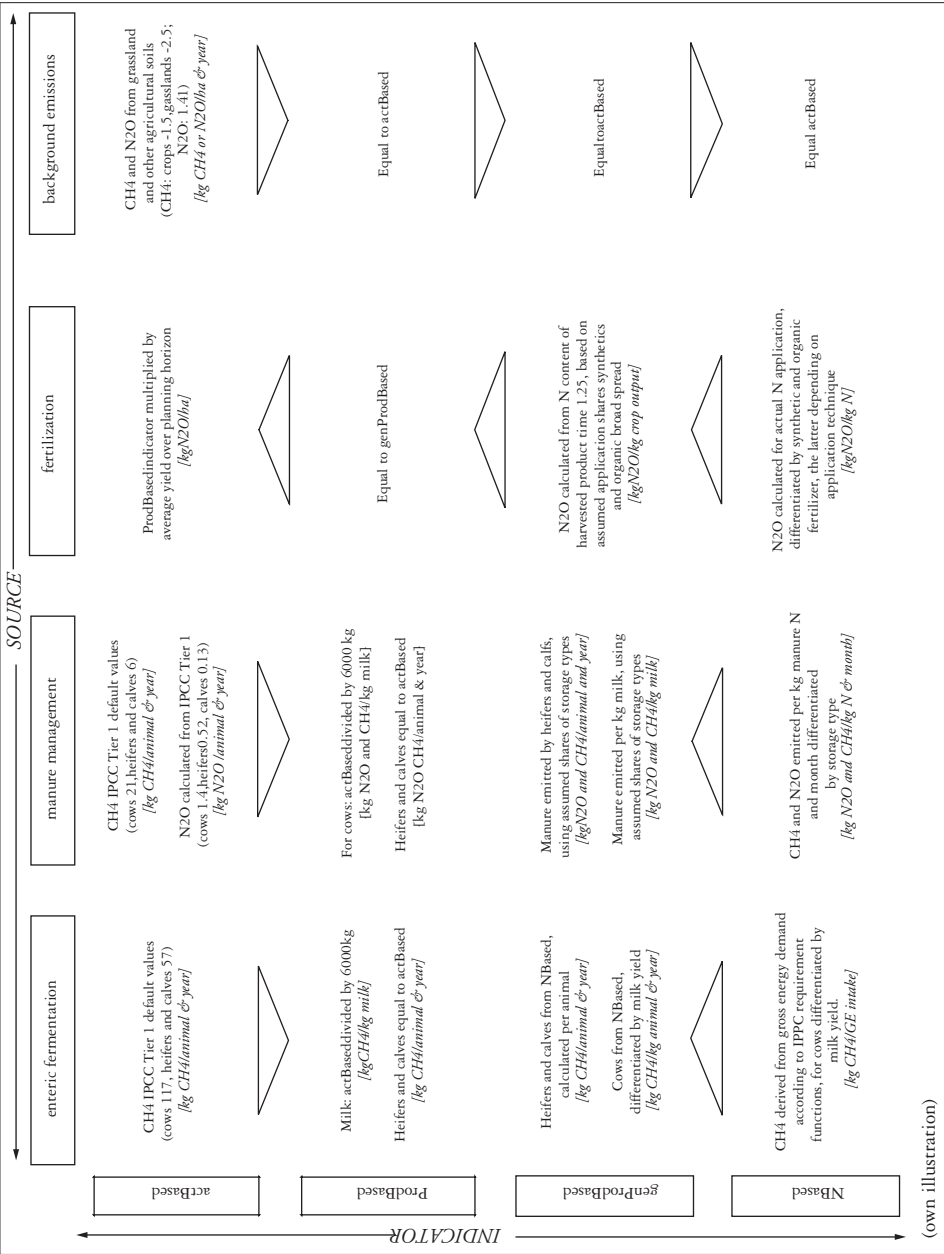 SOURCE
enteric fermentation
manure management
fertilization
background emissions
INDICATOR
actBased
CH4 IPCC Tier 1 default values
(cows 117, heifers and calves 57)
[kg CH4/animal & year]
CH4 IPCC Tier 1 default values
(cows 21,heifers and calves 6)
[kg CH4/animal & year]
N2O calculated from IPCC Tier 1
(cows 1.4,heifers0.52, calves 0.13)
[kg N2O /animal & year]
ProdBasedindicator multiplied by
average yield over planning horizon
[kgN2O/ha]
CH4 and N2O from grassland
and other agricultural soils
(CH4: crops -1.5,gasslands -2.5;
N2O: 1.41)
[kg CH4 or N2O/ha & year]
ProdBased
Milk: actBaseddivided by 6000kg
[kgCH4/kg milk]
Heifers and calves equal to actBased
[kg CH4/animal & year]
For cows: actBaseddivided by 6000 kg
[kg N2O and CH4/kg milk]
Heifers and calves equal to actBased
[kg N2O CH4/animal & year]
Equal to genProdBased
Equal to actBased
genProdBased
Heifers and calves from NBased,
calculated per animal
[kg CH4/animal & year]
Cows from NBased,
differentiated by milk yield
[kg CH4/kg animal & year]
Manure emitted by heifers and calfs,
using assumed shares of storage types
[kgN2O and CH4/animal and year]
Manure emitted per kg milk, using
assumed shares of storage types
[kg N2O and CH4/kg milk]
N2O calculated from N content of
harvested product time 1.25, based on
assumed application shares synthetics
and organic broad spread
[kgN2O/kg crop output]
EqualtoactBased
NBased
CH4 derived from gross energy demand
according to IPPC requirement
functions, for cows differentiated by
milk yield.
[kg CH4/GE intake]
CH4 and N2O emitted per kg manure N
and month differentiated
by storage type
[kg N2O and CH4/kg N & month]
N2O calculated for actual N application,
differentiated by synthetic and organic
fertilizer, the latter depending on
application technique
[kgN2O/kg N]
Equal actBased
(own illustration)